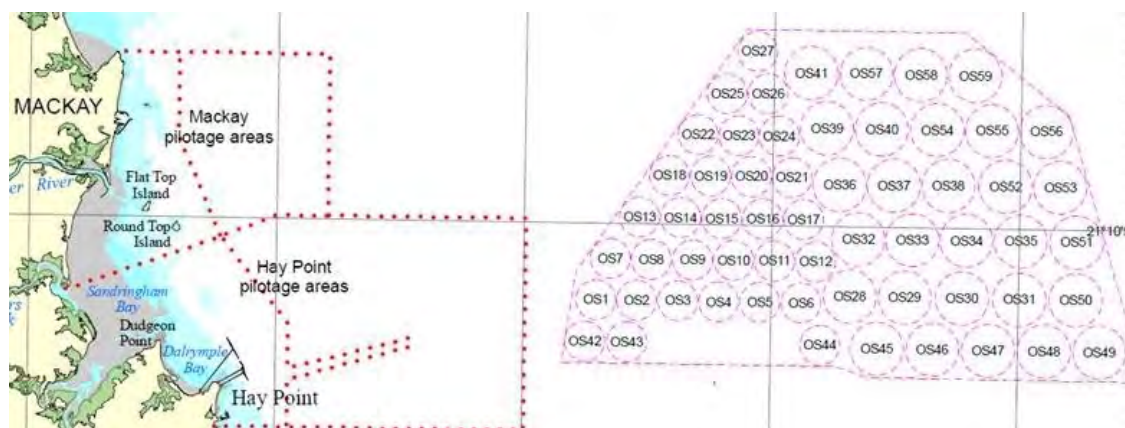 OS27
OS41 OS57 OS58 OS59
MACKAY
OS25 OS26
Mackay
pilotage areas
OS22 OS23 OS24 OS39 OS40 OS54 OS55 OS56
er River
Flat Top
Island
OS18 OS19 OS20 OS21 OS36 OS37 OS38 OS52 OS53
OS13 OS14 OS15 OS16 OS17
Round Top
Island
OS32 OS33 OS34 OS35 OS51
21°10'S
Hay Point
pilotage areas
OS7 OS8 OS9 OS10 OS11 OS12
Sandringham
Bay
rs
k
OS1 OS2 OS3 OS4 OS5 OS6 OS28 OS29 OS30 OS31 OS50
Dudgeon
Point
Dalrymple
Bay
OS42 OS43 OS44 OS45 OS46 OS47 OS48 OS49
Hay Point